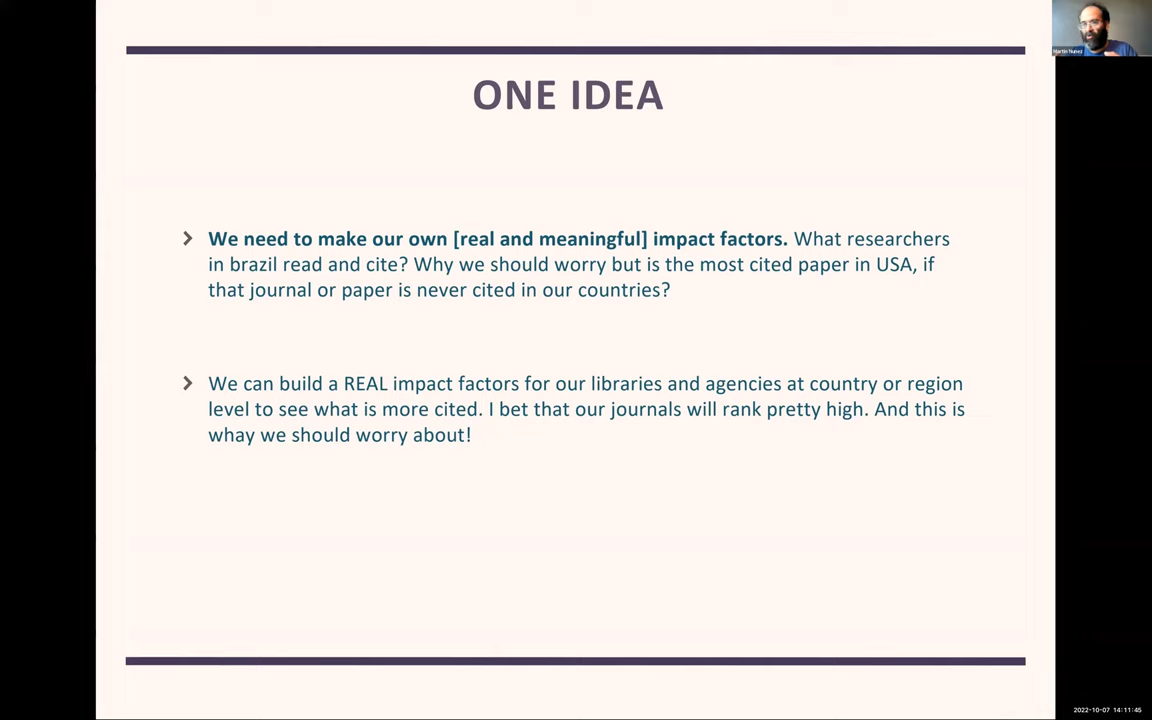 Martin Nunez
ONE IDEA
We need to make our own [real and meaningful] impact factors. What researchers
in brazil read and cite? Why we should worry but is the most cited paper in USA, if
that journal or paper is never cited in our countries?
We can build a REAL impact factors for our libraries and agencies at country or region
level to see what is more cited. I bet that our journals will rank pretty high. And this is
whay we should worry about!
2022-10-07 14:11:45